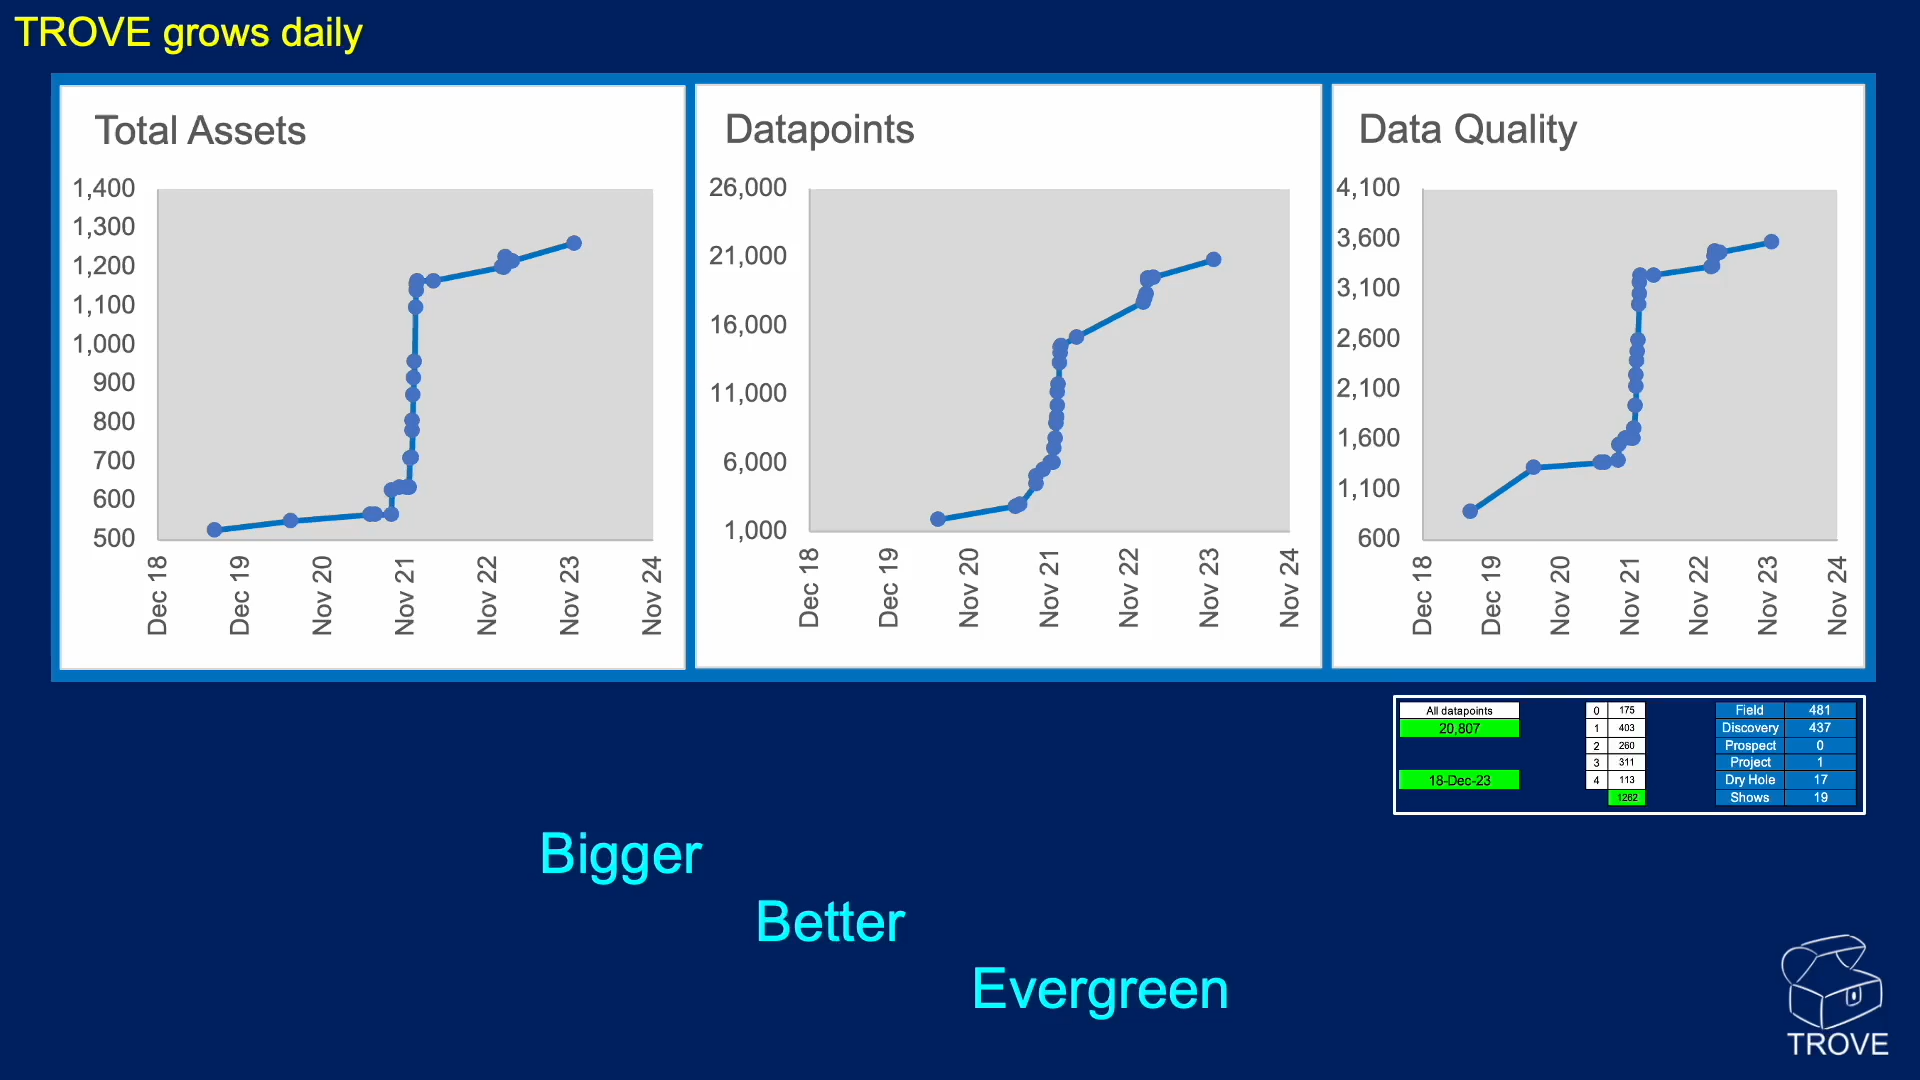 TROVE grows daily
Total Assets
1,400
1,300
1,200
1,100
1,000
900
800
700
600
500
Dec 18
Dec 19
Nov 20
Nov 21
Nov 22
Nov 23
Nov 24
Datapoints
26,000
21,000
16,000
11,000
6,000
1,000
Dec 18
Dec 19
Nov 20
Nov 21
Nov 22
Nov 23
Nov 24
Data Quality
4,100
3,600
3,100
2,600
2,100
1,600
1,100
600
Dec 18
Dec 19
Nov 20
Nov 21
Nov 22
Nov 23
Nov 24
All datapoints
20,807
18-Dec-23
0 175
1 403
2 260
3 311
4 113
1262
Field 481
Discovery 437
Prospect 0
Project 1
Dry Hole 17
Shows 19
Bigger
Better
Evergreen
TROVE